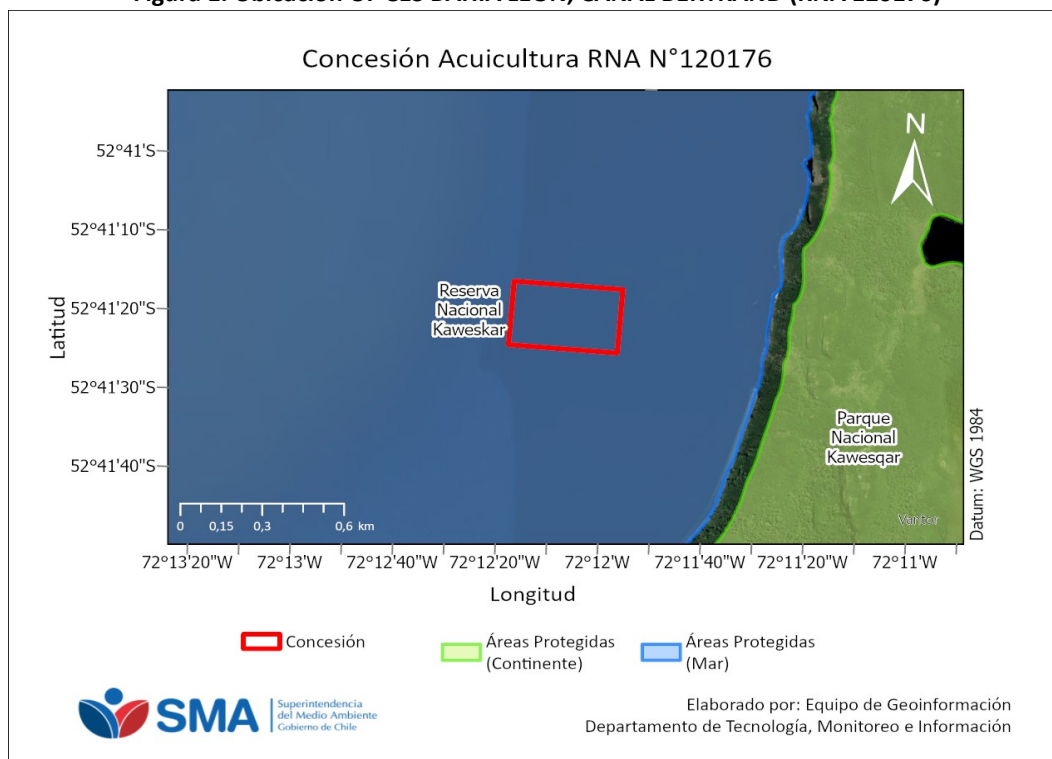 Concesión Acuicultura RNA N°120176
N
52°41'S
52°41'10"S
52°41'20"S
52°41'30"S
52°41'40"S
Latitud
Reserva
Nacional
Kaweskar
Parque
Nacional
Kawesqar
Vantor
Datum: WGS 1984
0 0,15 0,3 0,6 km
72°13'20"W 72°13'W 72°12'40"W 72°12'20"W 72°12'W 72°11'40"W 72°11'20"W 72°11'W
Longitud
Concesión
Áreas Protegidas
(Continente)
Áreas Protegidas
(Mar)
SMA
Superintendencia
del Medio Ambiente
Gobierno de Chile
Elaborado por: Equipo de Geoinformación
Departamento de Tecnología, Monitoreo e Información